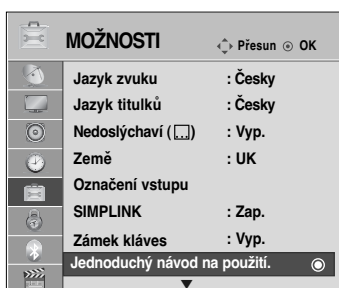 MOŽNOSTI Přesun OK
Jazyk zvuku : Česky
Jazyk titulků : Česky
Nedoslýchaví ( ) : Vyp.
Země : UK
Označení vstupu
SIMPLINK : Zap.
Zámek kláves : Vyp.
Jednoduchý návod na použití.